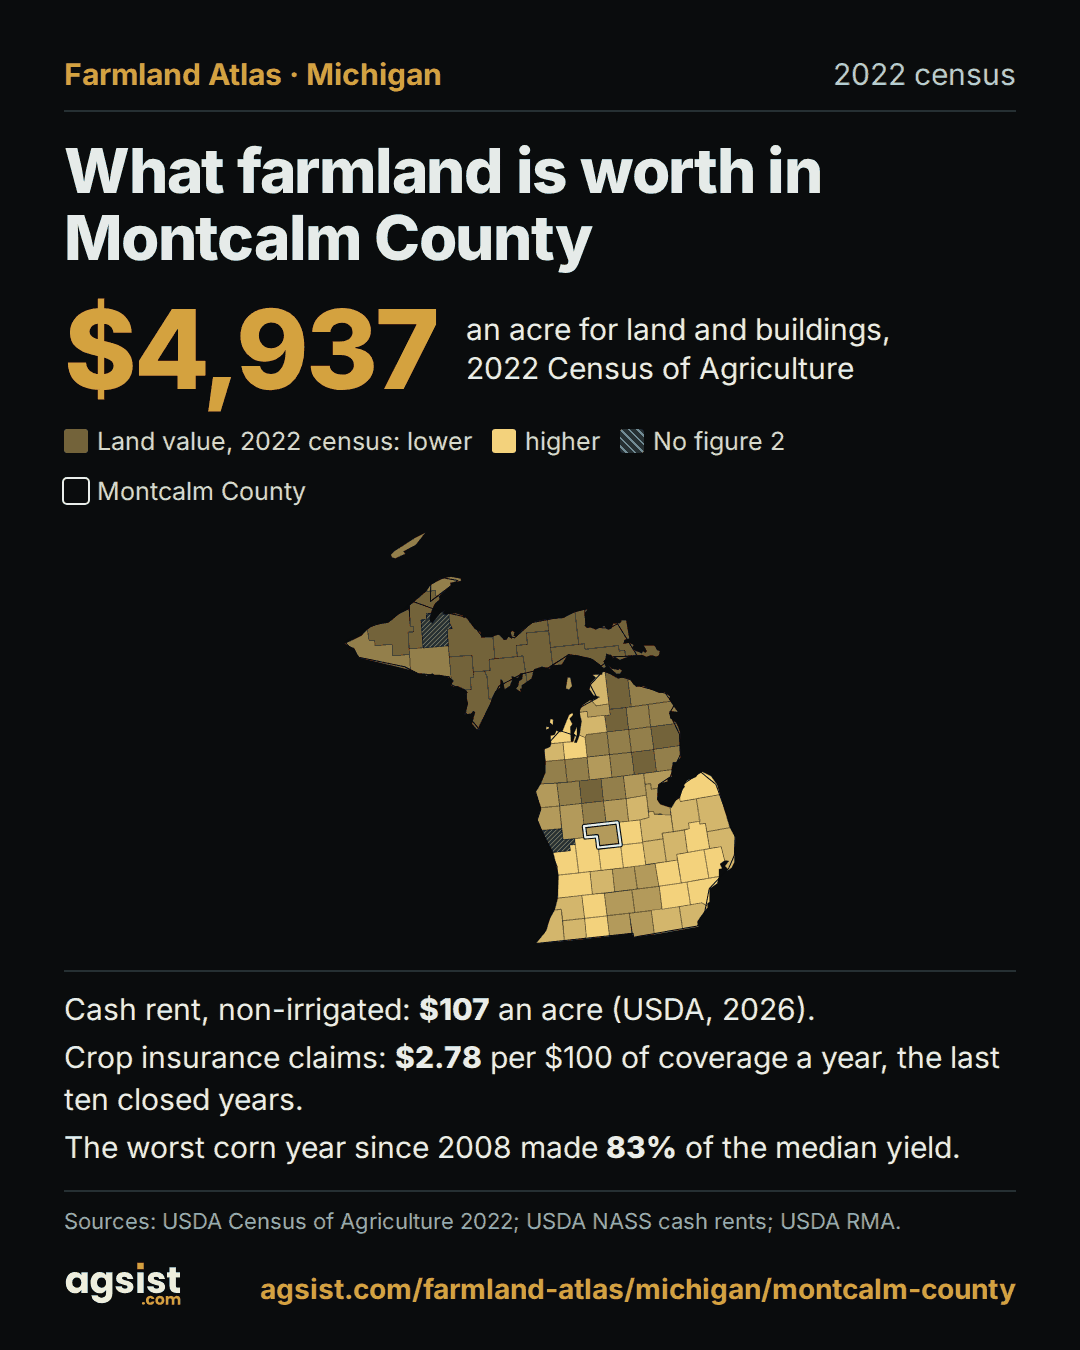 Farmland Atlas · Michigan
2022 census
What farmland is worth in
Montcalm County
$4,937
an acre for land and buildings,
2022 Census of Agriculture
Land value, 2022 census: lower
higher
No figure 2
Montcalm County
Cash rent, non-irrigated: $107 an acre (USDA, 2026).
Crop insurance claims: $2.78 per $100 of coverage a year, the last
ten closed years.
The worst corn year since 2008 made 83% of the median yield.
Sources: USDA Census of Agriculture 2022; USDA NASS cash rents; USDA RMA.
agsist
.com
agsist.com/farmland-atlas/michigan/montcalm-county